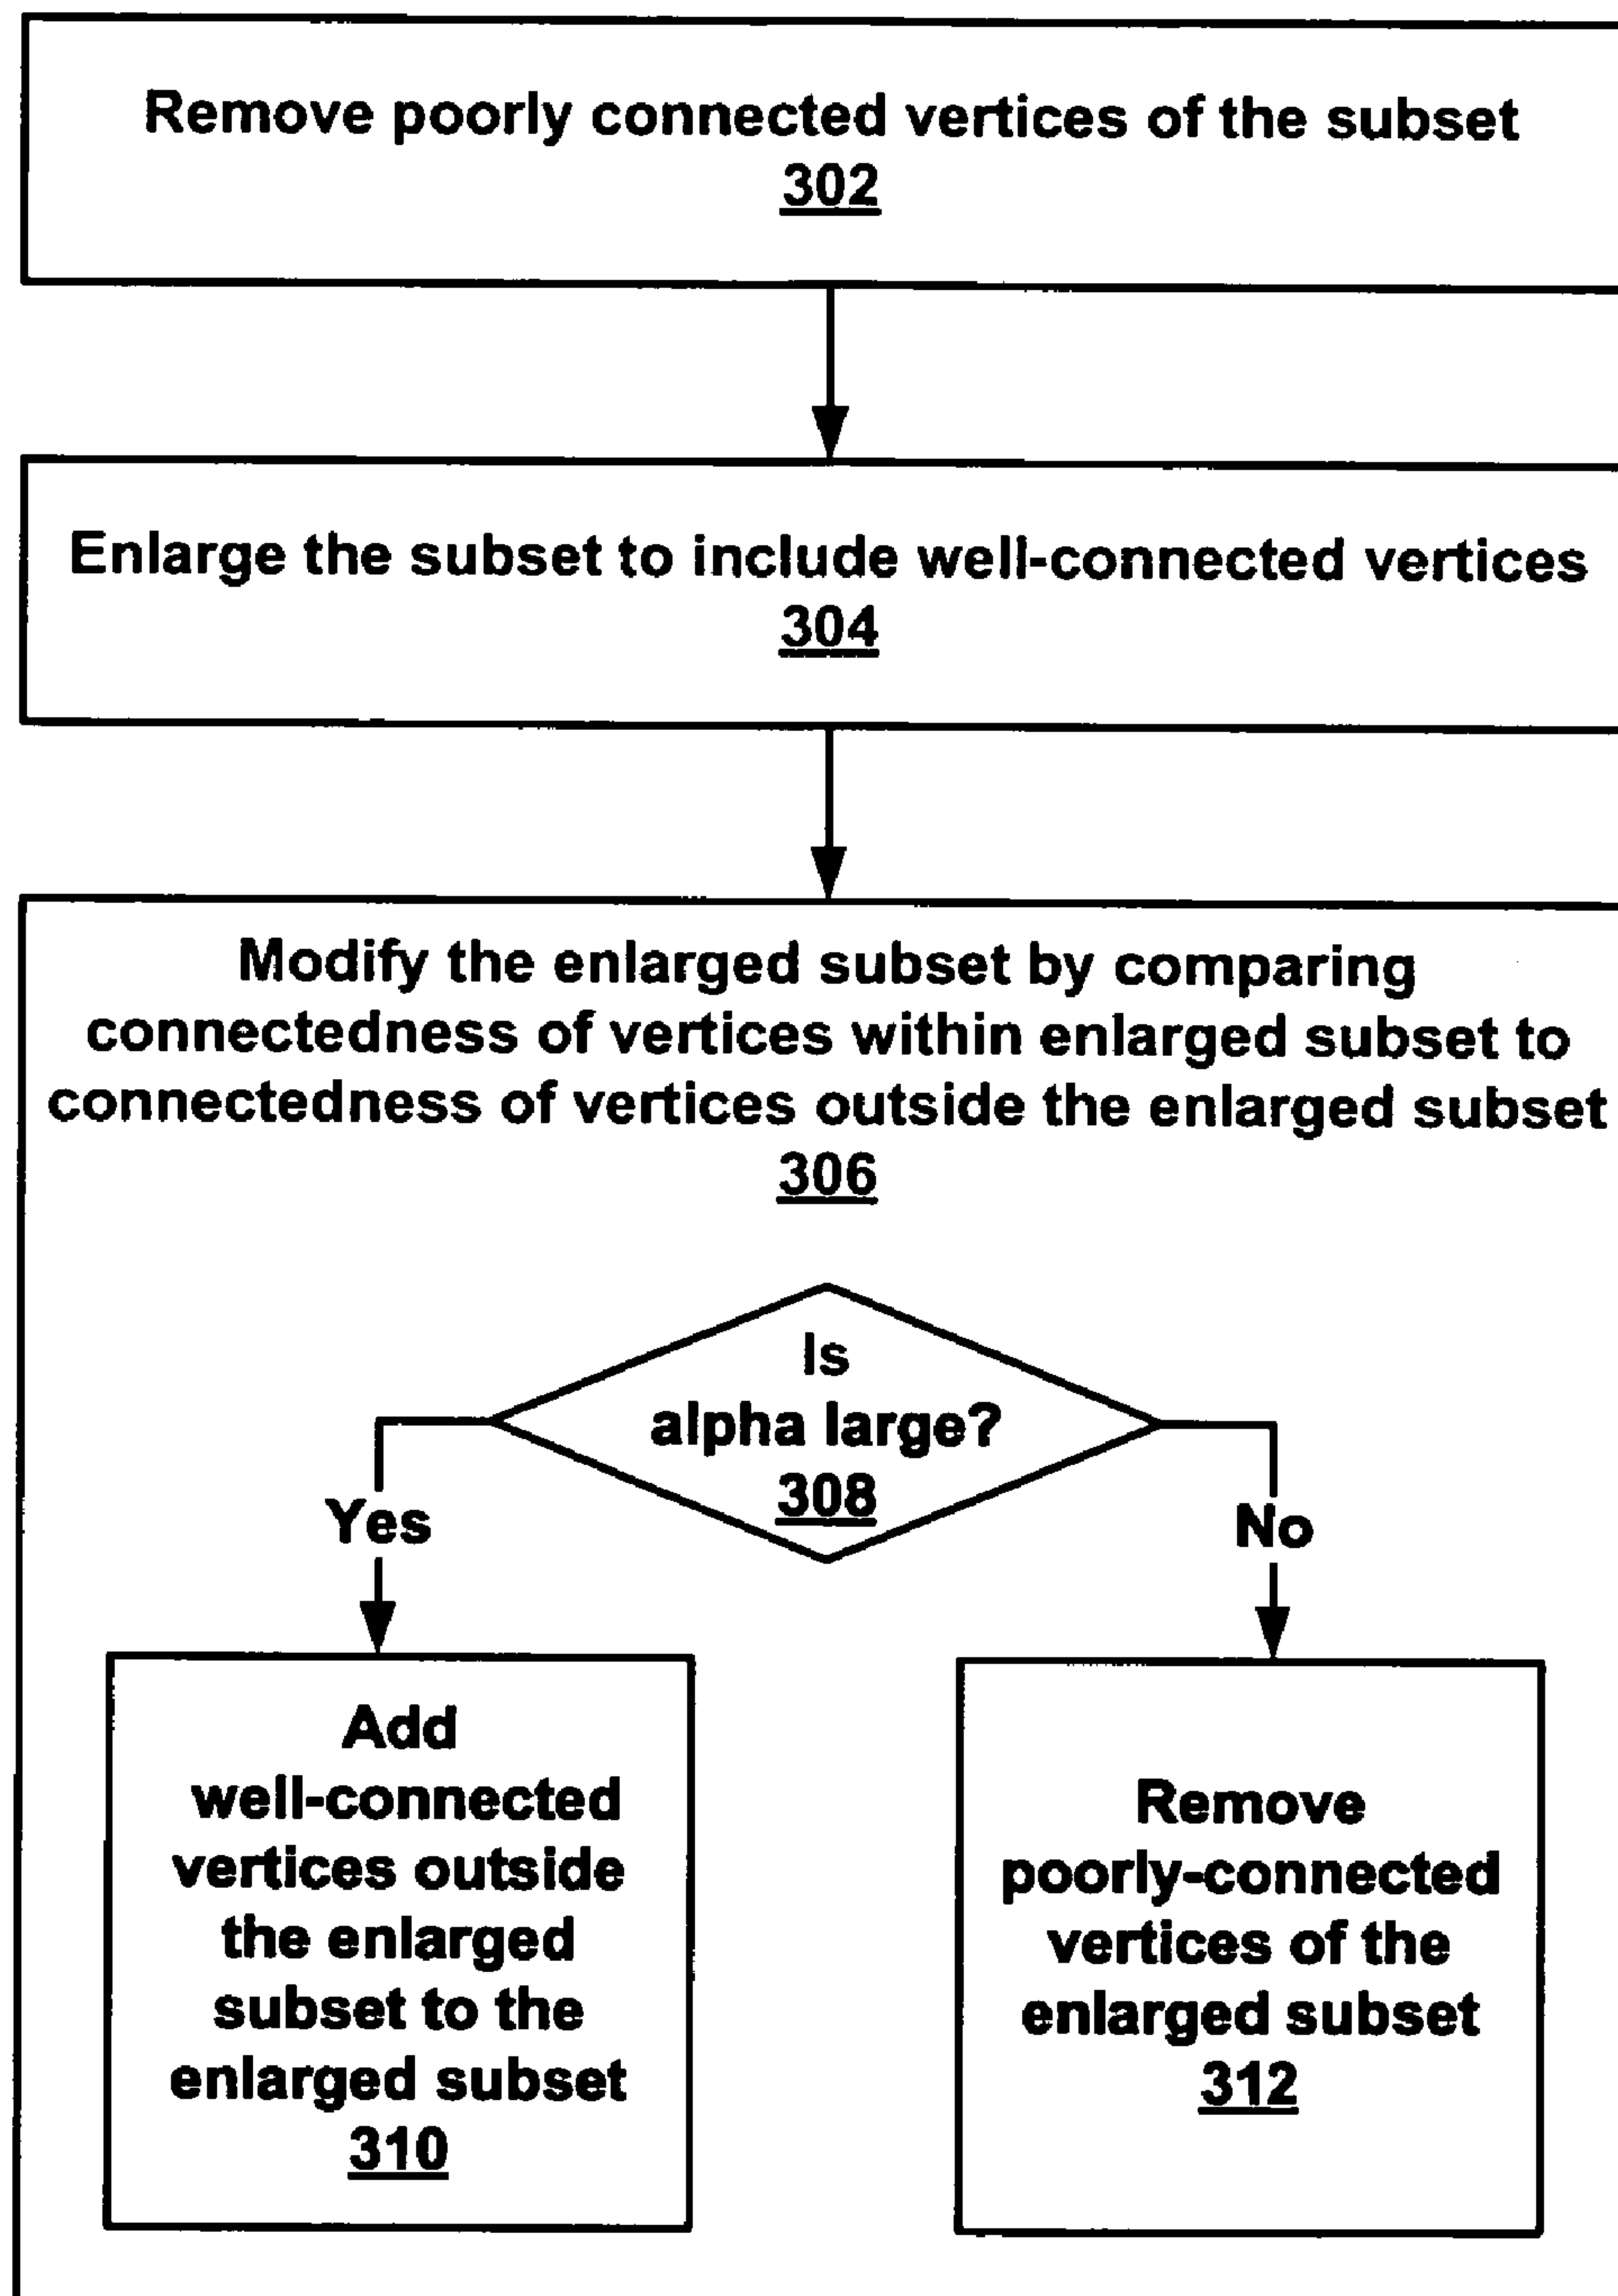 Remove poorly connected vertices of the subset
302
Enlarge the subset to include well-connected vertices
304
Modify the enlarged subset by comparing
connectedness of vertices within enlarged subset to
connectedness of vertices outside the enlarged subset
306
Is
alpha large?
308
Yes
No
Add
well-connected
vertices outside
the enlarged
subset to the
enlarged subset
310
Remove
poorly-connected
vertices of the
enlarged subset
312